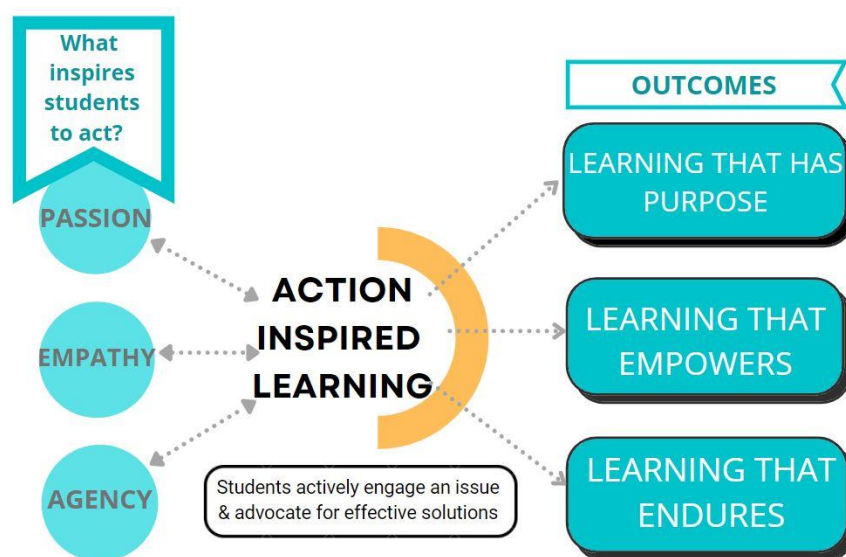 What
inspires
students
to act?
PASSION
EMPATHY
AGENCY
ACTION
INSPIRED
LEARNING
Students actively engage an issue
& advocate for effective solutions
OUTCOMES
LEARNING THAT HAS
PURPOSE
LEARNING THAT
EMPOWERS
LEARNING THAT
ENDURES